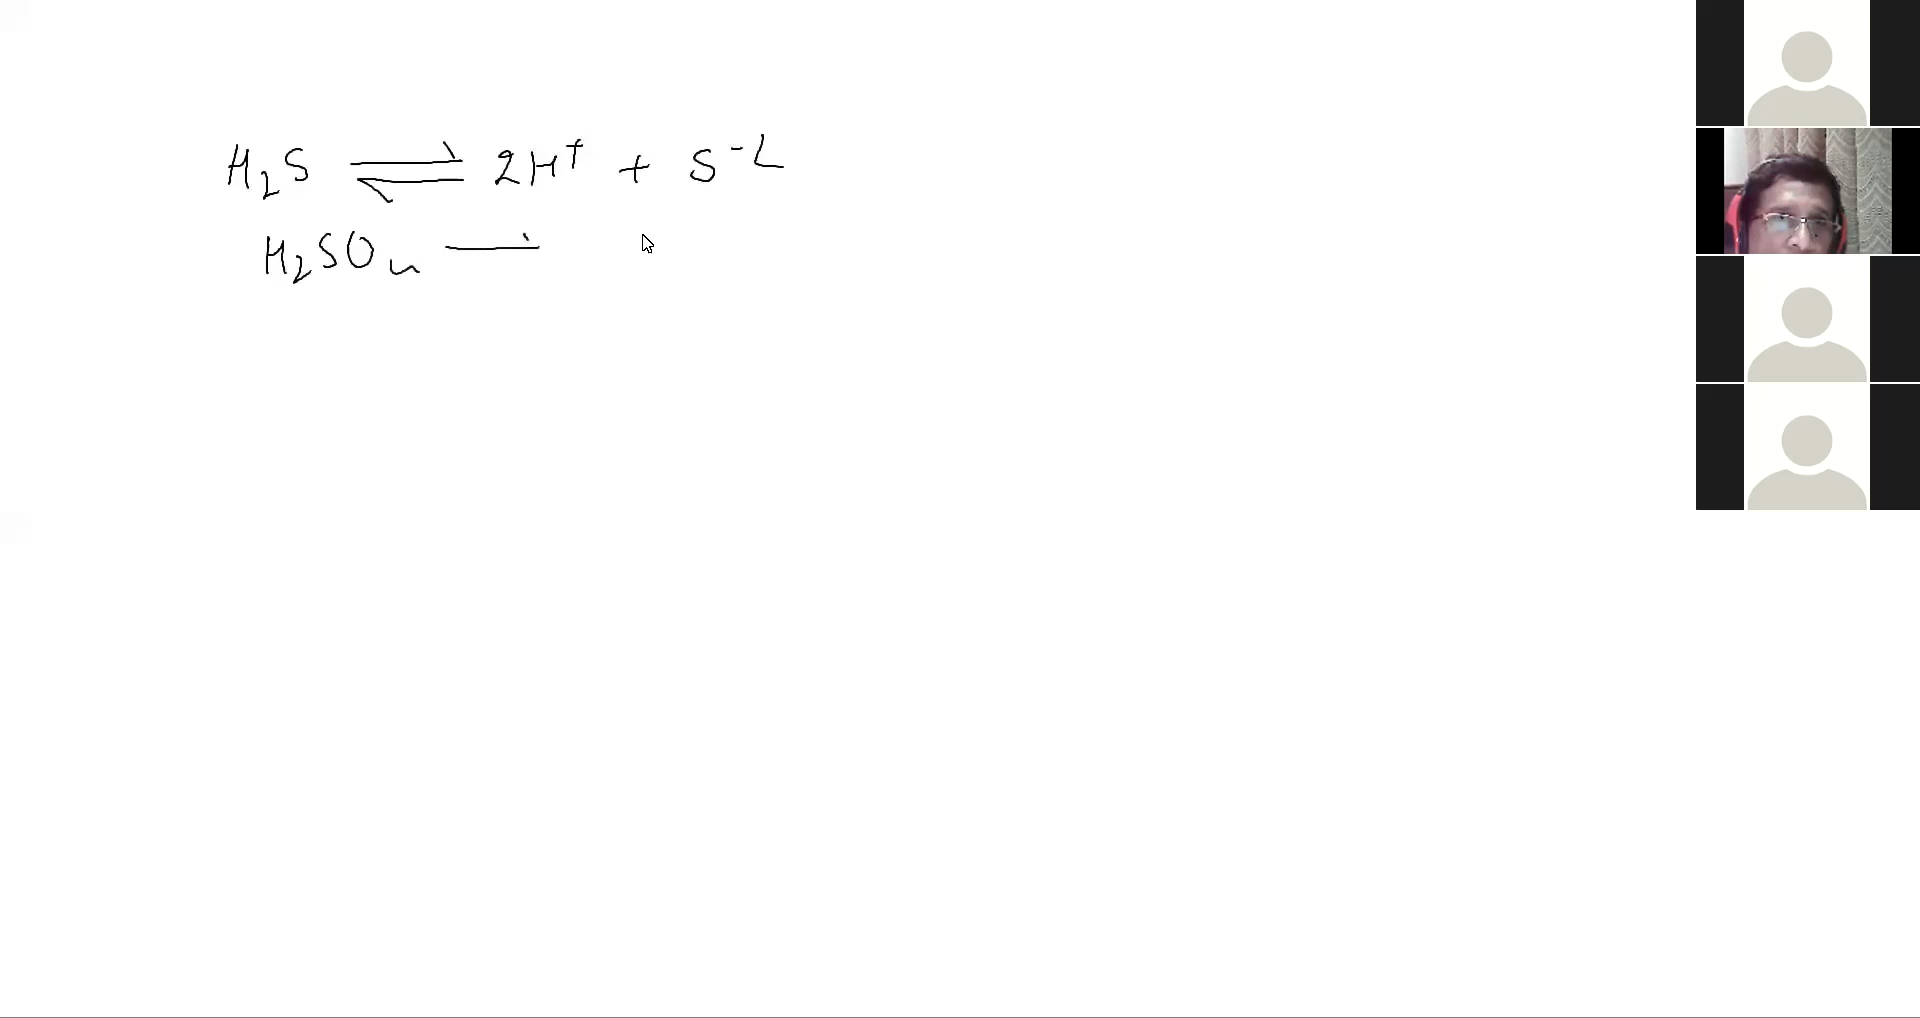 H₂S ⇌ 2H⁺ + S⁻²
H₂SO₄ —